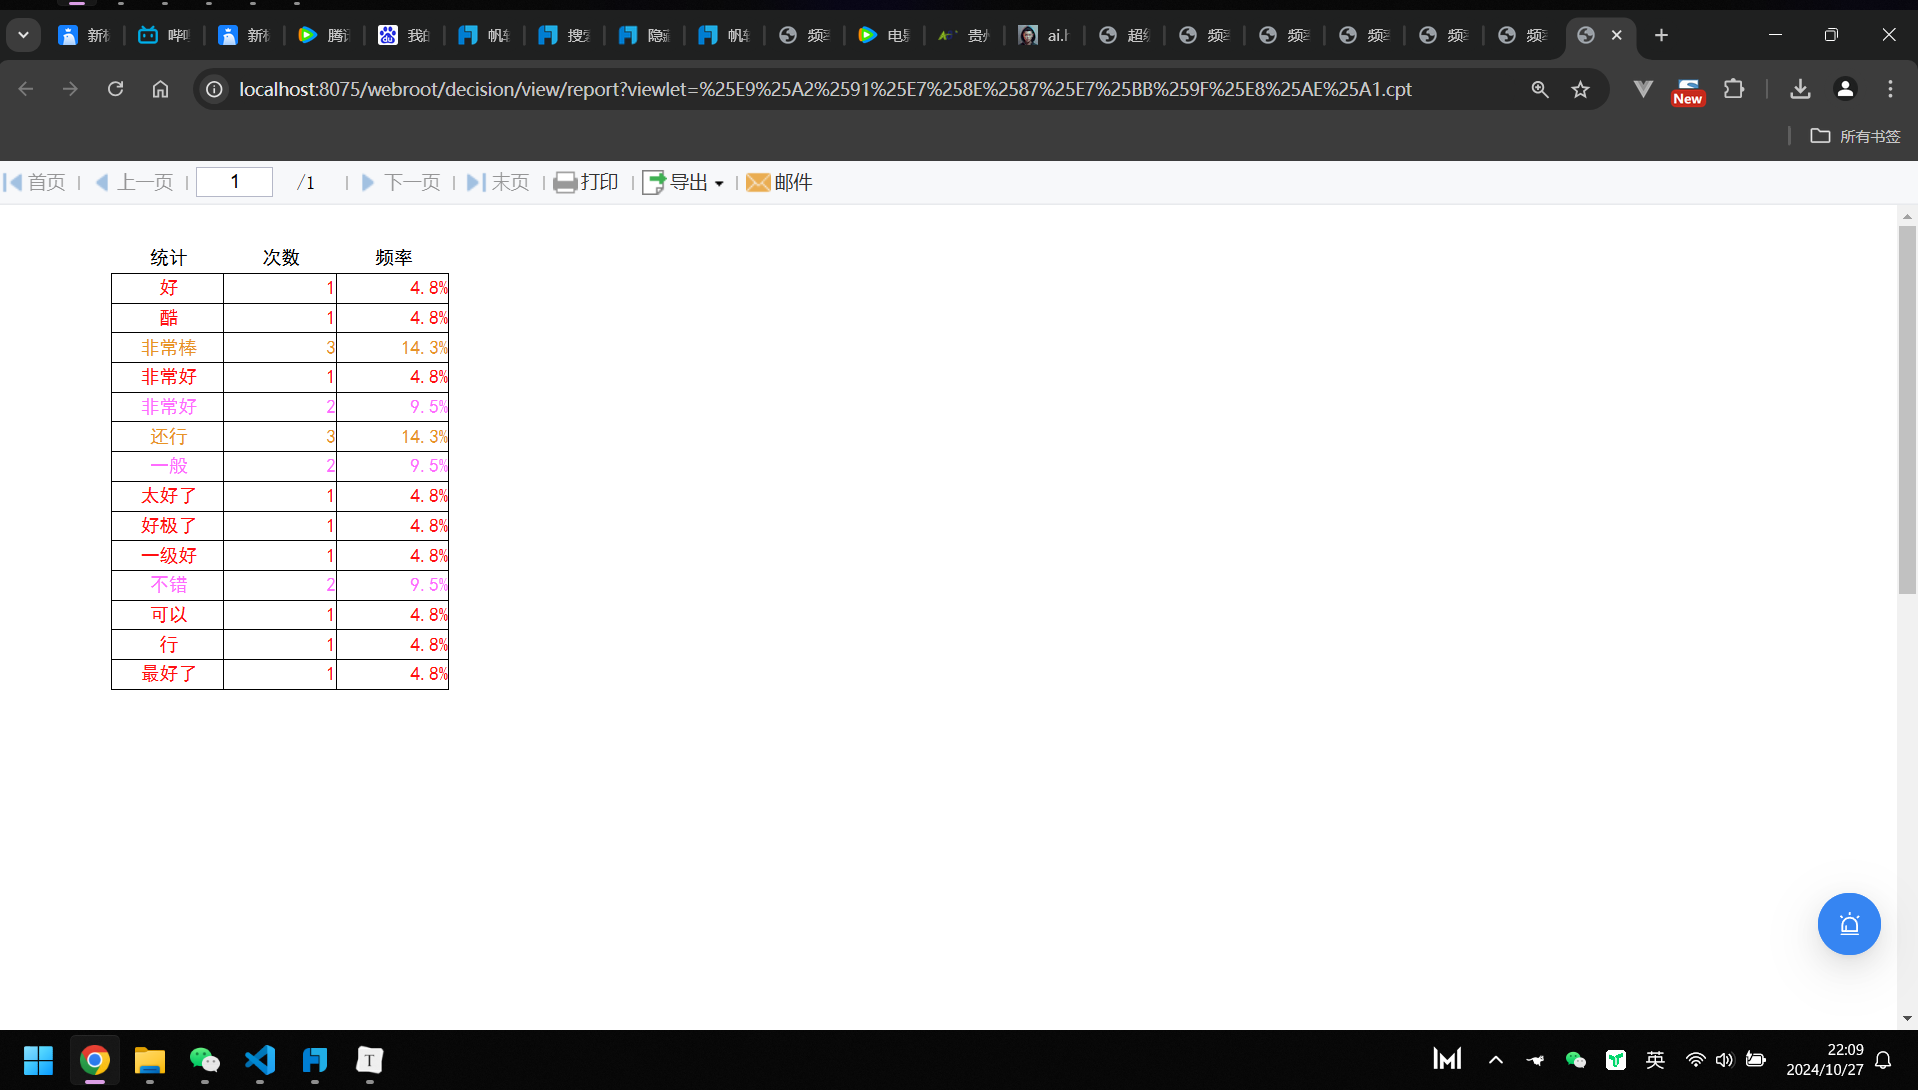 新 哔 新 腾 我的 帆 搜 隐 帆 频 电 贵 ai.h 超 频 频 频 频 频
localhost:8075/webroot/decision/view/report?viewlet=%25E9%25A2%2591%25E7%258E%2587%25E7%25BB%259F%25E8%25AE%25A1.cpt
New
所有书签
首页 上一页 1 /1 下一页 末页 打印 导出 邮件
统计 次数 频率
好 1 4.8%
酷 1 4.8%
非常棒 3 14.3%
非常好 1 4.8%
非常好 2 9.5%
还行 3 14.3%
一般 2 9.5%
太好了 1 4.8%
好极了 1 4.8%
一级好 1 4.8%
不错 2 9.5%
可以 1 4.8%
行 1 4.8%
最好了 1 4.8%
T
英
22:09
2024/10/27